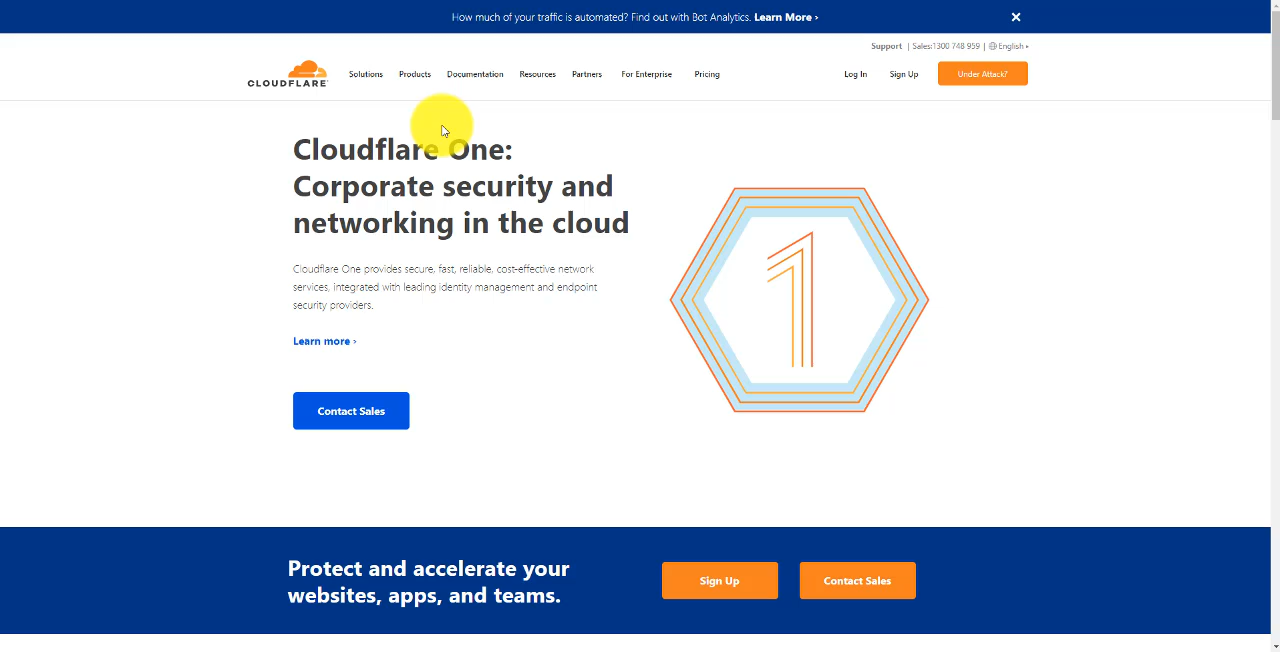 How much of your traffic is automated? Find out with Bot Analytics. Learn More ›
Support | Sales:1300 748 959 | English
CLOUDFLARE
Solutions Products Documentation Resources Partners For Enterprise Pricing Log In Sign Up Under Attack?
Cloudflare One:
Corporate security and
networking in the cloud
Cloudflare One provides secure, fast, reliable, cost-effective network
services, integrated with leading identity management and endpoint
security providers.
Learn more ›
Contact Sales
1
Protect and accelerate your
websites, apps, and teams.
Sign Up Contact Sales